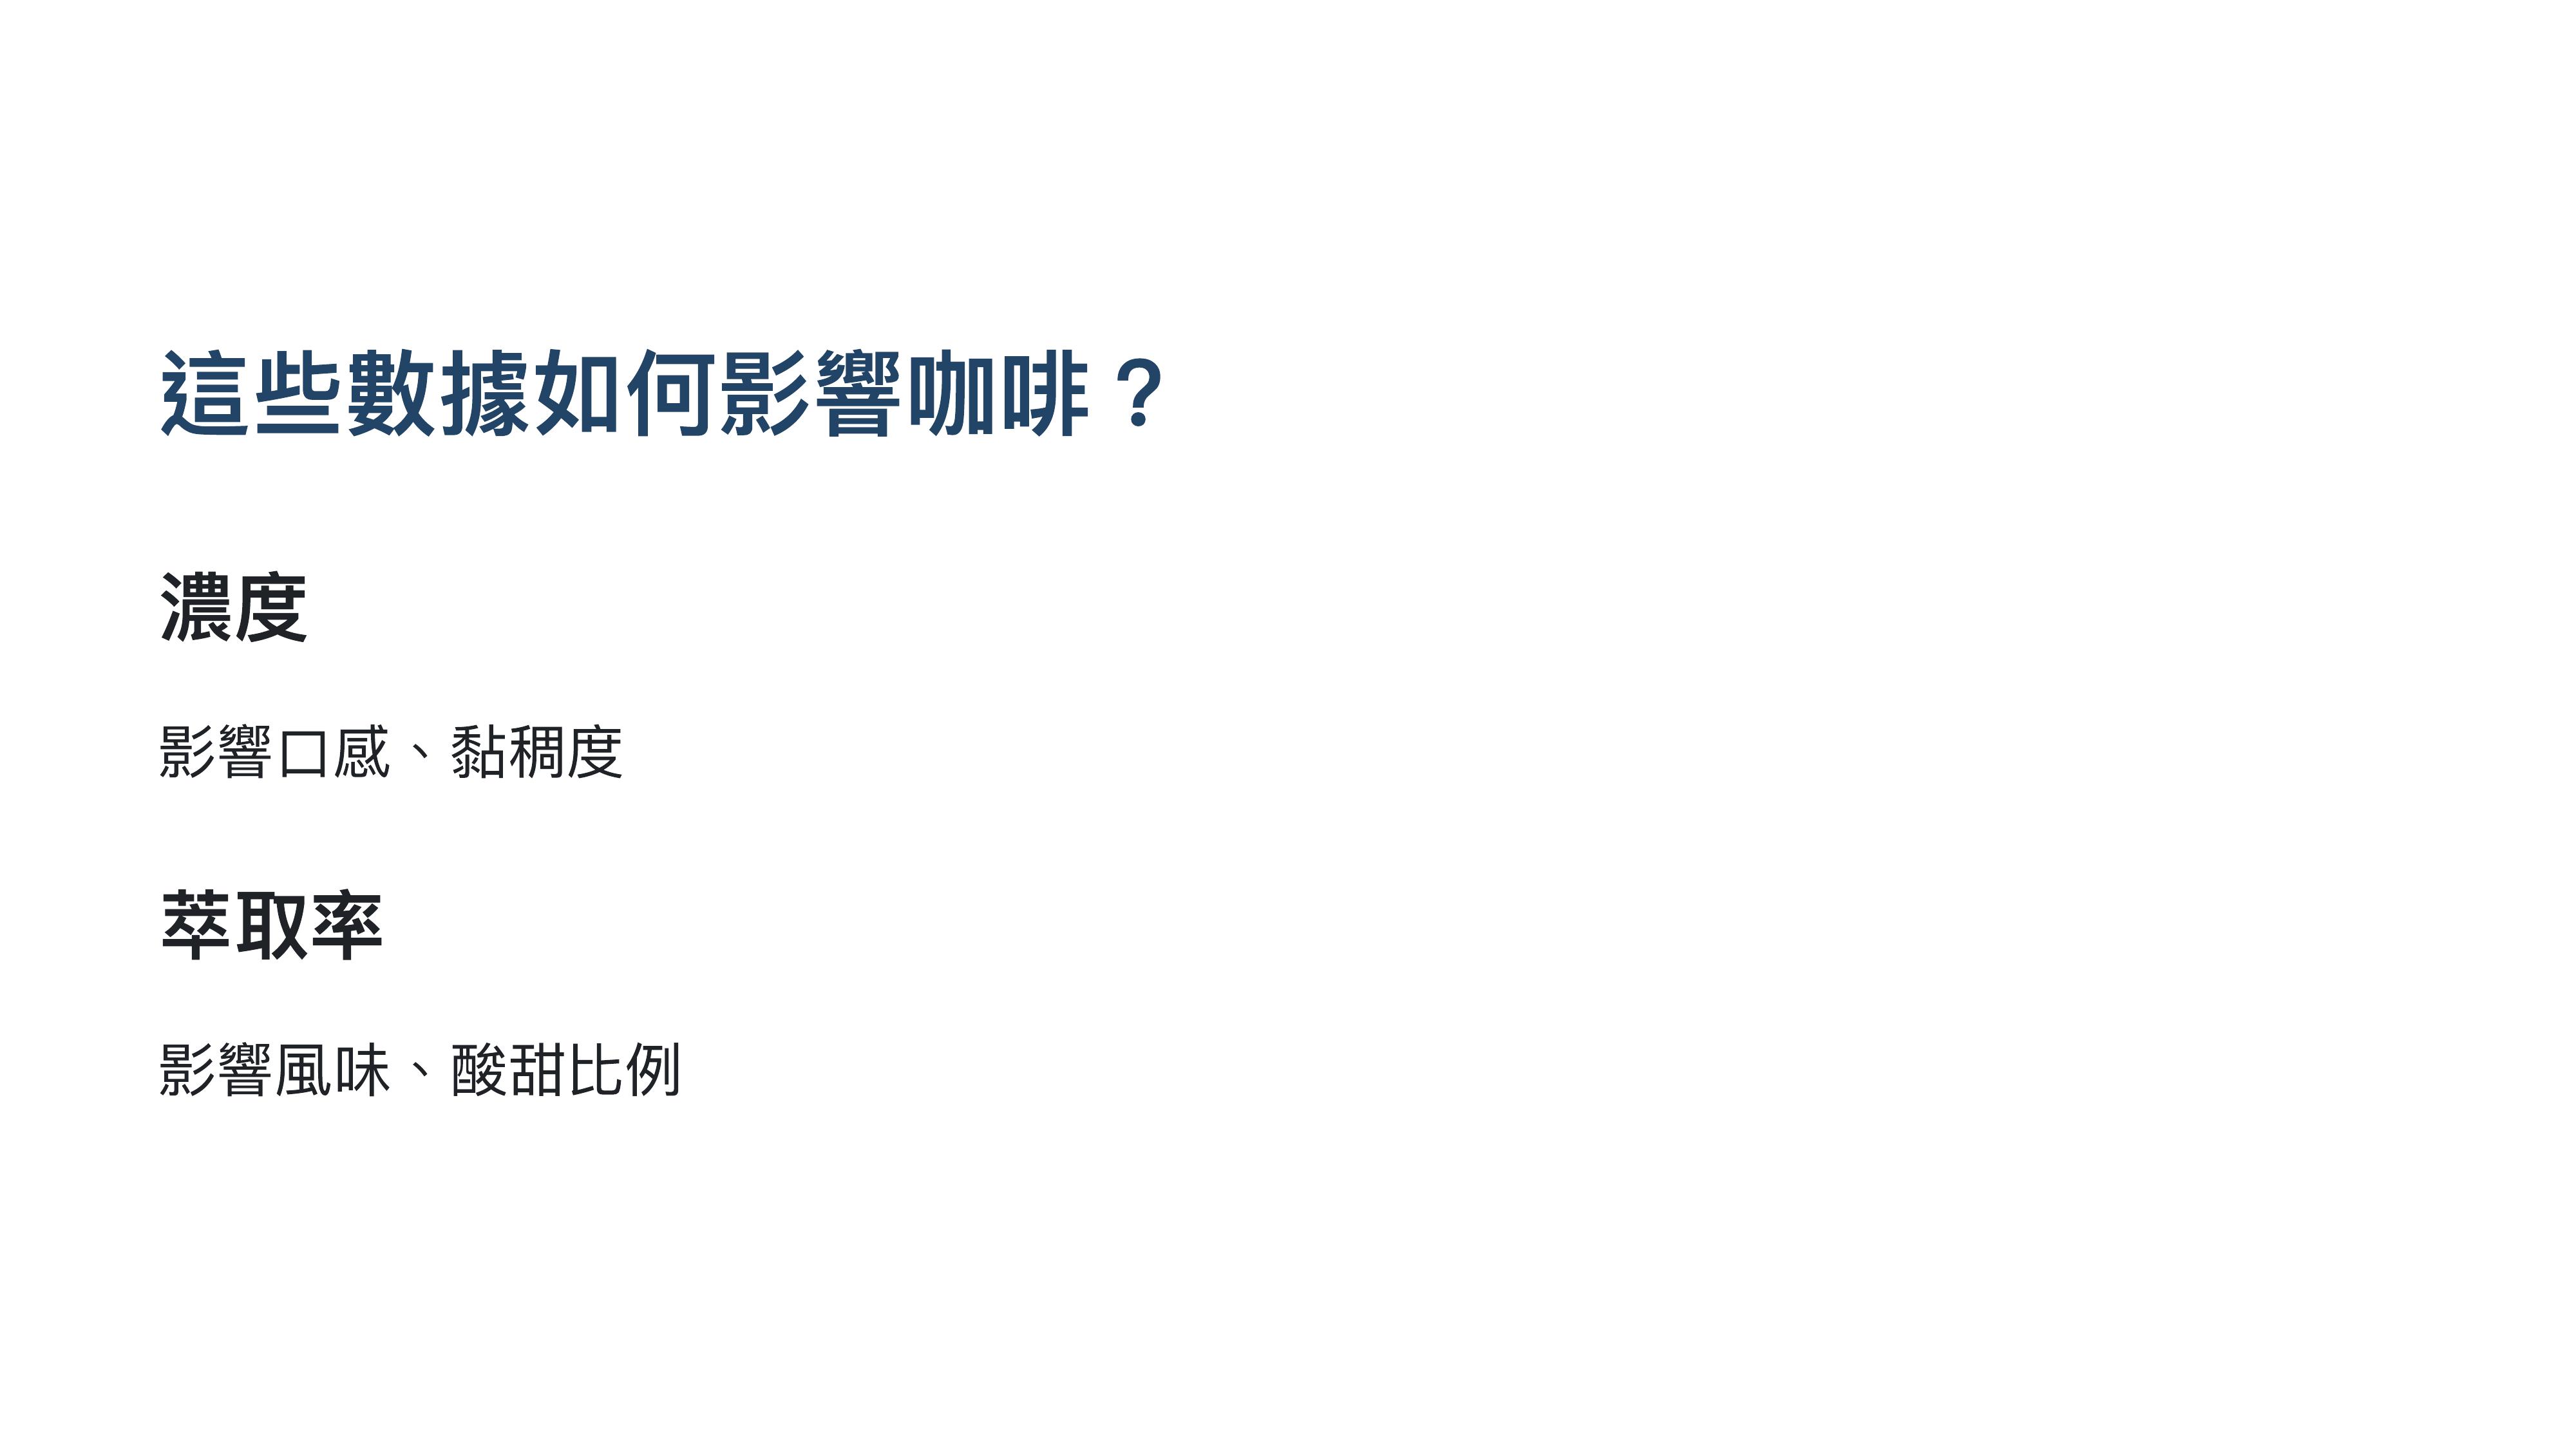 這些數據如何影響咖啡？
濃度
影響口感、黏稠度
萃取率
影響風味、酸甜比例